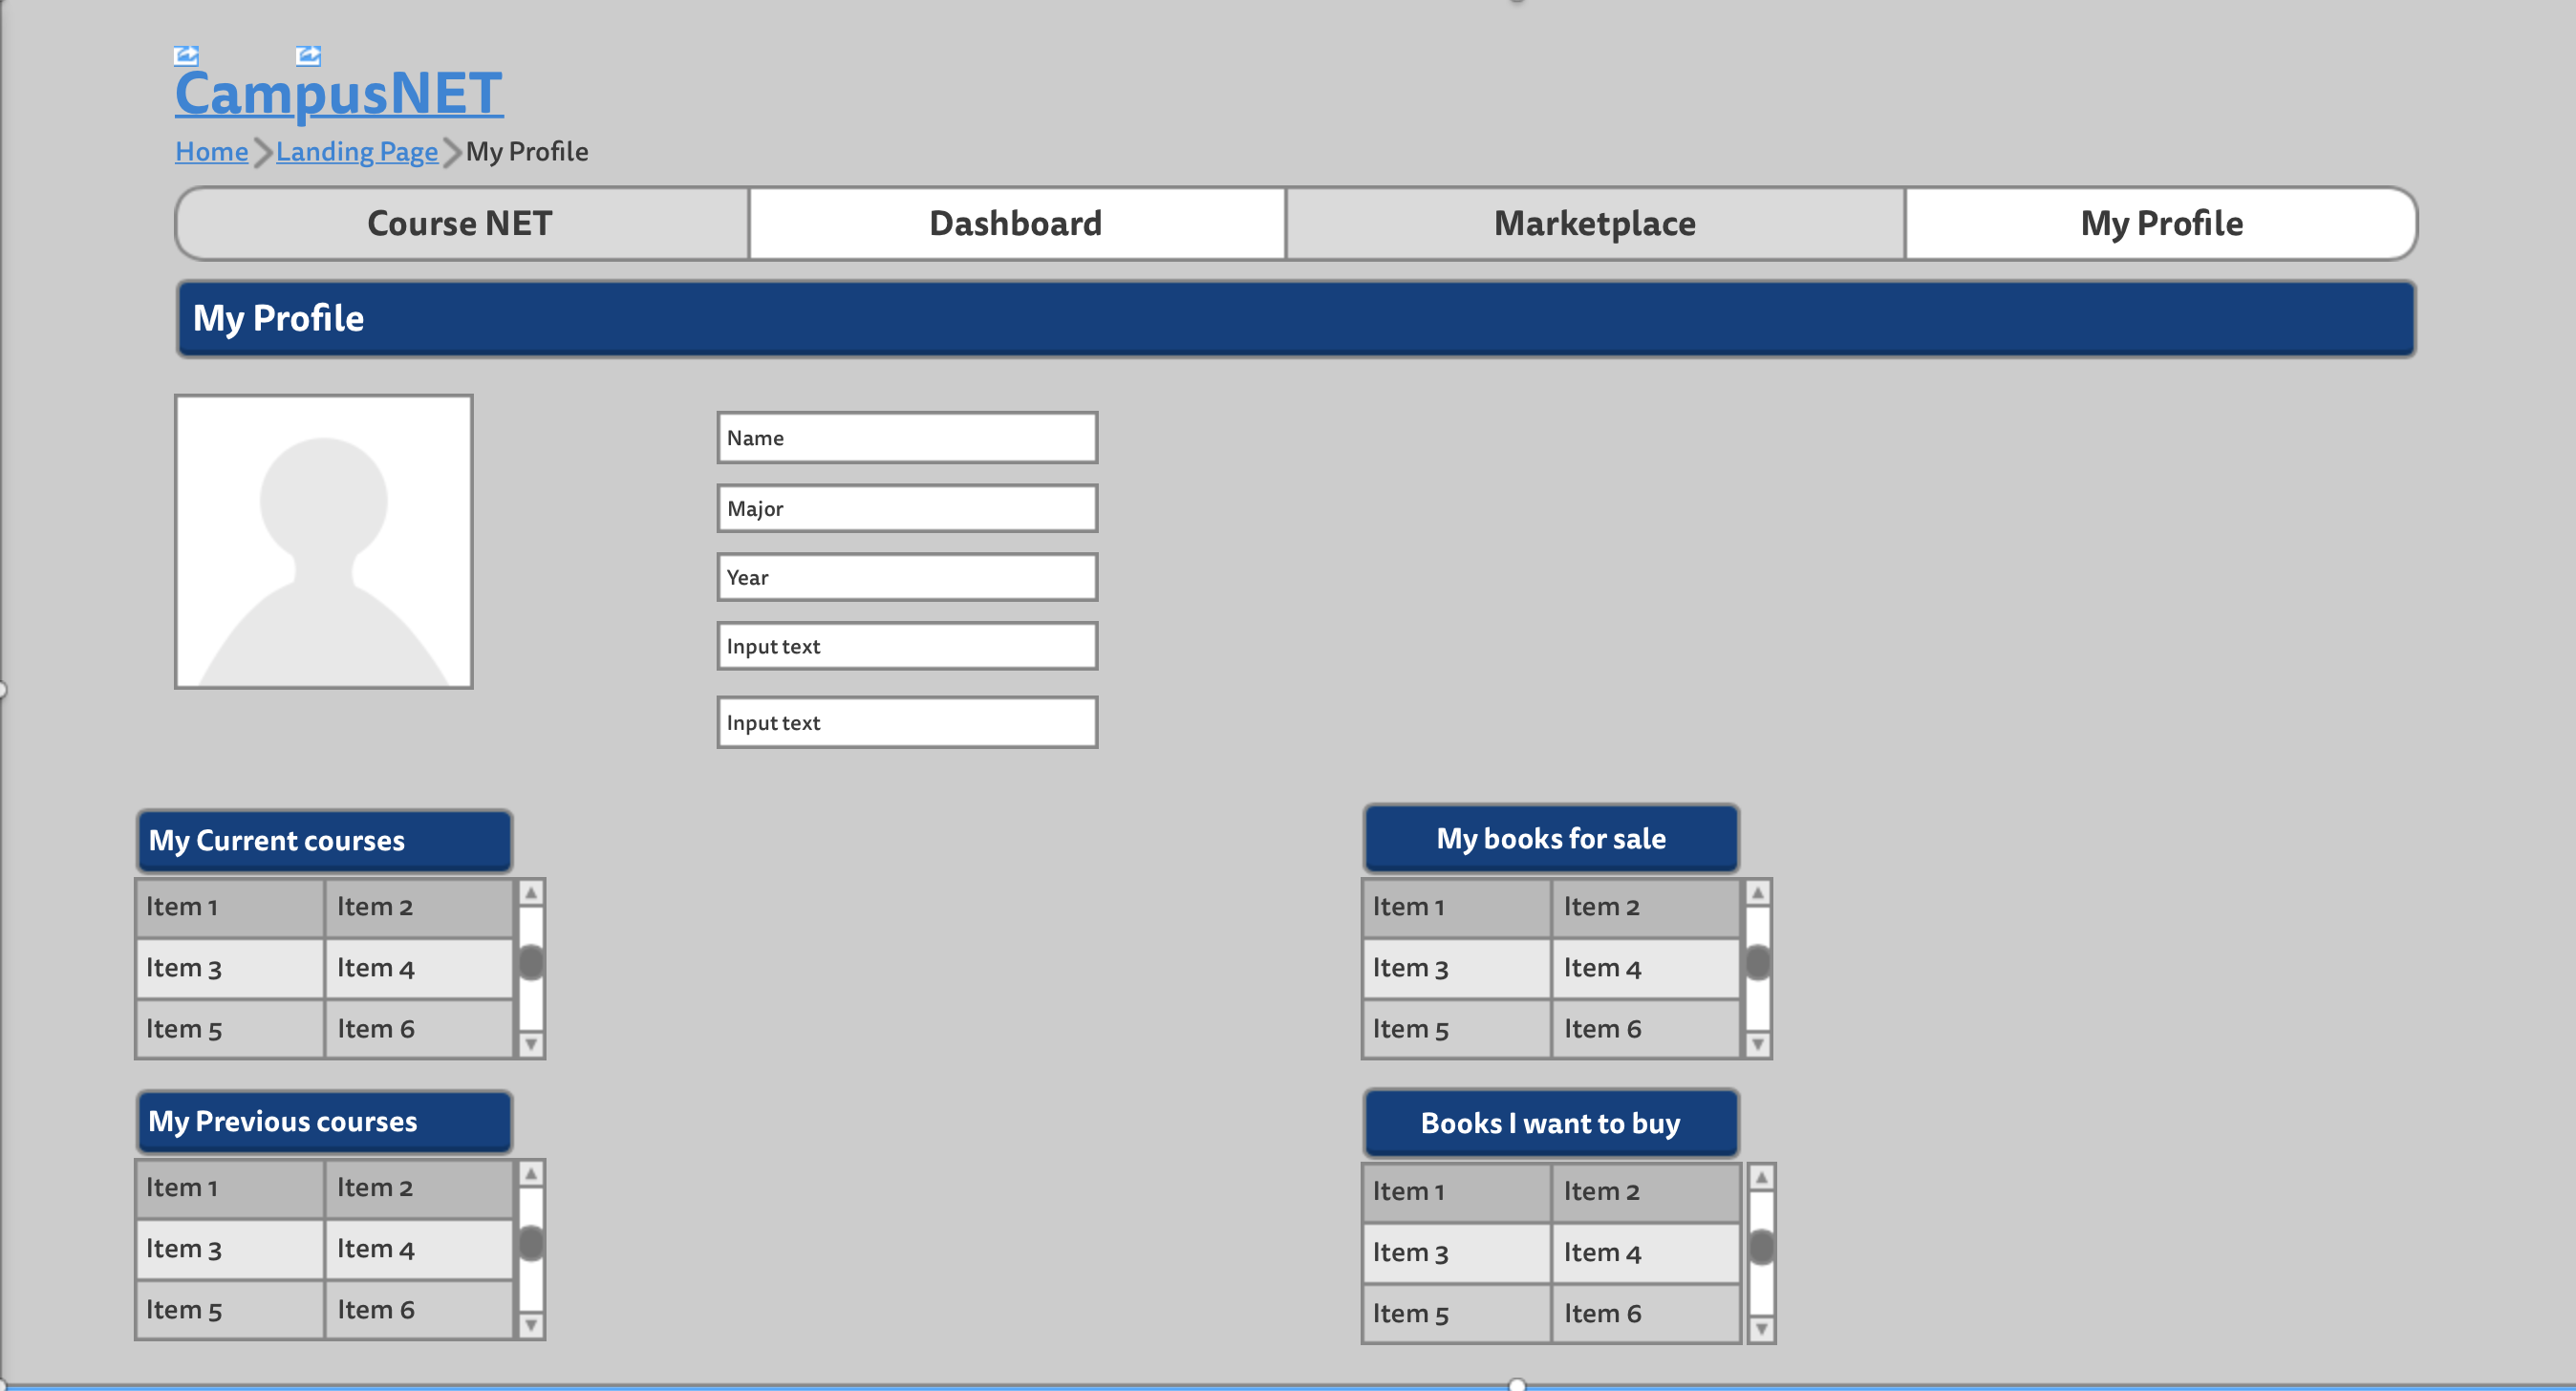 CampusNET
Home Landing Page My Profile
Course NET Dashboard Marketplace My Profile
My Profile
Name
Major
Year
Input text
Input text
My Current courses
Item 1 Item 2
Item 3 Item 4
Item 5 Item 6
My books for sale
Item 1 Item 2
Item 3 Item 4
Item 5 Item 6
My Previous courses
Item 1 Item 2
Item 3 Item 4
Item 5 Item 6
Books I want to buy
Item 1 Item 2
Item 3 Item 4
Item 5 Item 6